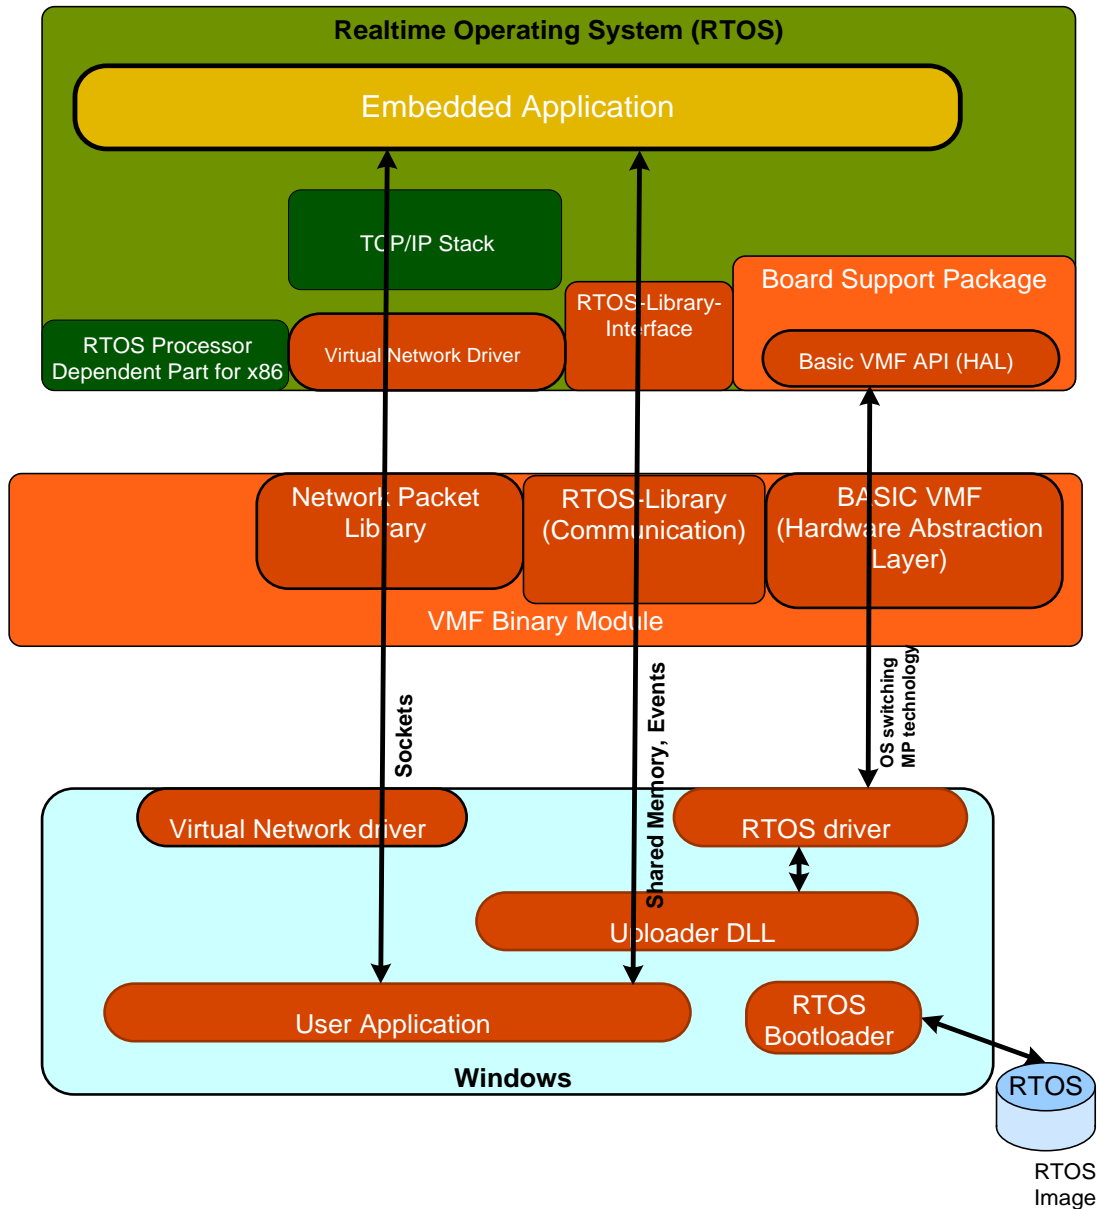 Realtime Operating System (RTOS)
Embedded Application
TCP/IP Stack
Board Support Package
RTOS-Library-
Interface
RTOS Processor
Dependent Part for x86
Virtual Network Driver
Basic VMF API (HAL)
Network Packet
Library
RTOS-Library
(Communication)
BASIC VMF
(Hardware Abstraction
Layer)
VMF Binary Module
Sockets
Shared Memory, Events
OS switching
MP technology
Virtual Network driver
RTOS driver
Uploader DLL
User Application
RTOS
Bootloader
Windows
RTOS
RTOS
Image